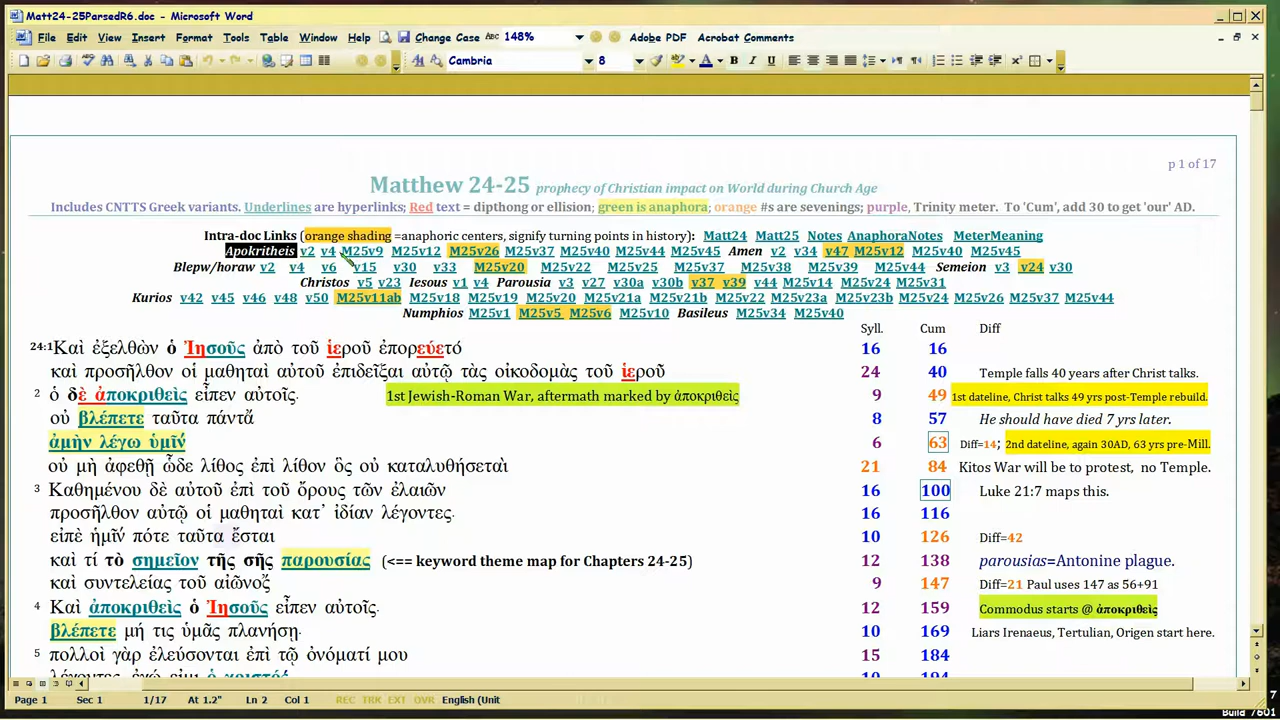 Matt24-25ParsedR6.doc - Microsoft Word
File Edit View Insert Format Tools Table Window Help Change Case 148% Adobe PDF Acrobat Comments
Cambria 8 B I U
p 1 of 17
Matthew 24-25 prophecy of Christian impact on World during Church Age
Includes CNTTS Greek variants. Underlines are hyperlinks; Red text = dipthong or ellision; green is anaphora; orange #s are sevenings; purple, Trinity meter. To 'Cum', add 30 to get 'our' AD.
Intra-doc Links (orange shading =anaphoric centers, signify turning points in history): Matt24 Matt25 Notes AnaphoraNotes MeterMeaning
Apokritheis v2 v4 M25v9 M25v12 M25v26 M25v37 M25v40 M25v44 M25v45 Amen v2 v34 v47 M25v12
Blepw/horaw v2 v4 v6 v15 v30 v33 M25v20 M25v22 M25v25 M25v37 M25v38 M25v39 M25v44 Semeion v3 v24 v30
Christos v5 v23 Iesous v1 v4 Parousia v3 v27 v30a v30b v37 v39 v44 M25v14 M25v24 M25v31
Kurios v42 v45 v46 v48 v50 M25v11ab M25v18 M25v19 M25v20 M25v21a M25v21b M25v22 M25v23a M25v23b M25v24 M25v26 M25v37 M25v44
Numphios M25v1 M25v5 M25v6 M25v10 Basileus M25v34 M25v40
Syll. Cum Diff
24:1 Καὶ ἐξελθὼν ὁ Ἰησοῦς ἀπὸ τοῦ ἱεροῦ ἐπορεύετό 16 16
καὶ προσῆλθον οἱ μαθηταὶ αὐτοῦ ἐπιδεῖξαι αὐτῷ τὰς οἰκοδομὰς τοῦ ἱεροῦ 24 40 Temple falls 40 years after Christ talks.
2 ὁ δὲ ἀποκριθεὶς εἶπεν αὐτοῖς. 1st Jewish-Roman War, aftermath marked by ἀποκριθεὶς 9 49 1st dateline, Christ talks 49 yrs post-Temple rebuild.
οὐ βλέπετε ταῦτα πάντᾶ 8 57 He should have died 7 yrs later.
ἀμὴν λέγω ὑμῖν́ 6 63 Diff=14; 2nd dateline, again 30AD, 63 yrs pre-Mill.
οὐ μὴ ἀφεθῇ ὧδε λίθος ἐπὶ λίθον ὃς οὐ καταλυθήσεταὶ 21 84 Kitos War will be to protest, no Temple.
3 Καθημένου δὲ αὐτοῦ ἐπὶ τοῦ ὄρους τῶν ἐλαιῶν 16 100 Luke 21:7 maps this.
προσῆλθον αὐτῷ οἱ μαθηταὶ κατ᾽ ἰδίαν λέγοντες. 16 116
εἰπὲ ἡμῖν́ πότε ταῦτα ἔσται 10 126 Diff=42
καὶ τί τὸ σημεῖον τῆς σῆς παρουσίας (<== keyword theme map for Chapters 24-25) 12 138 parousias=Antonine plague.
καὶ συντελείας τοῦ αἰῶνοξ 9 147 Diff=21 Paul uses 147 as 56+91
4 Καὶ ἀποκριθεὶς ὁ Ἰησοῦς εἶπεν αὐτοῖς. 12 159 Commodus starts @ ἀποκριθεὶς
βλέπετε μή τις ὑμᾶς πλανήσῃ. 10 169 Liars Irenaeus, Tertulian, Origen start here.
5 πολλοὶ γὰρ ἐλεύσονται ἐπὶ τῷ ὀνόματί μου 15 184
λέγοντες. ἐγώ εἰμι ὁ χριστός 10 194
Page 1 Sec 1 1/17 At 1.2" Ln 2 Col 1 REC TRK EXT OVR English (Unit
7
Build 7601